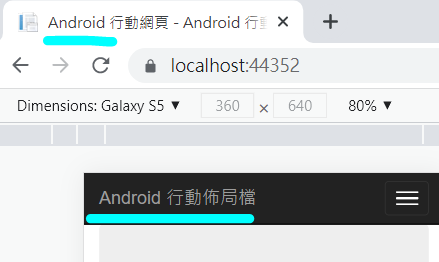 Android 行動網頁 - Android 行
localhost:44352
Dimensions: Galaxy S5 ▼ 360 × 640 80% ▼
Android 行動佈局檔